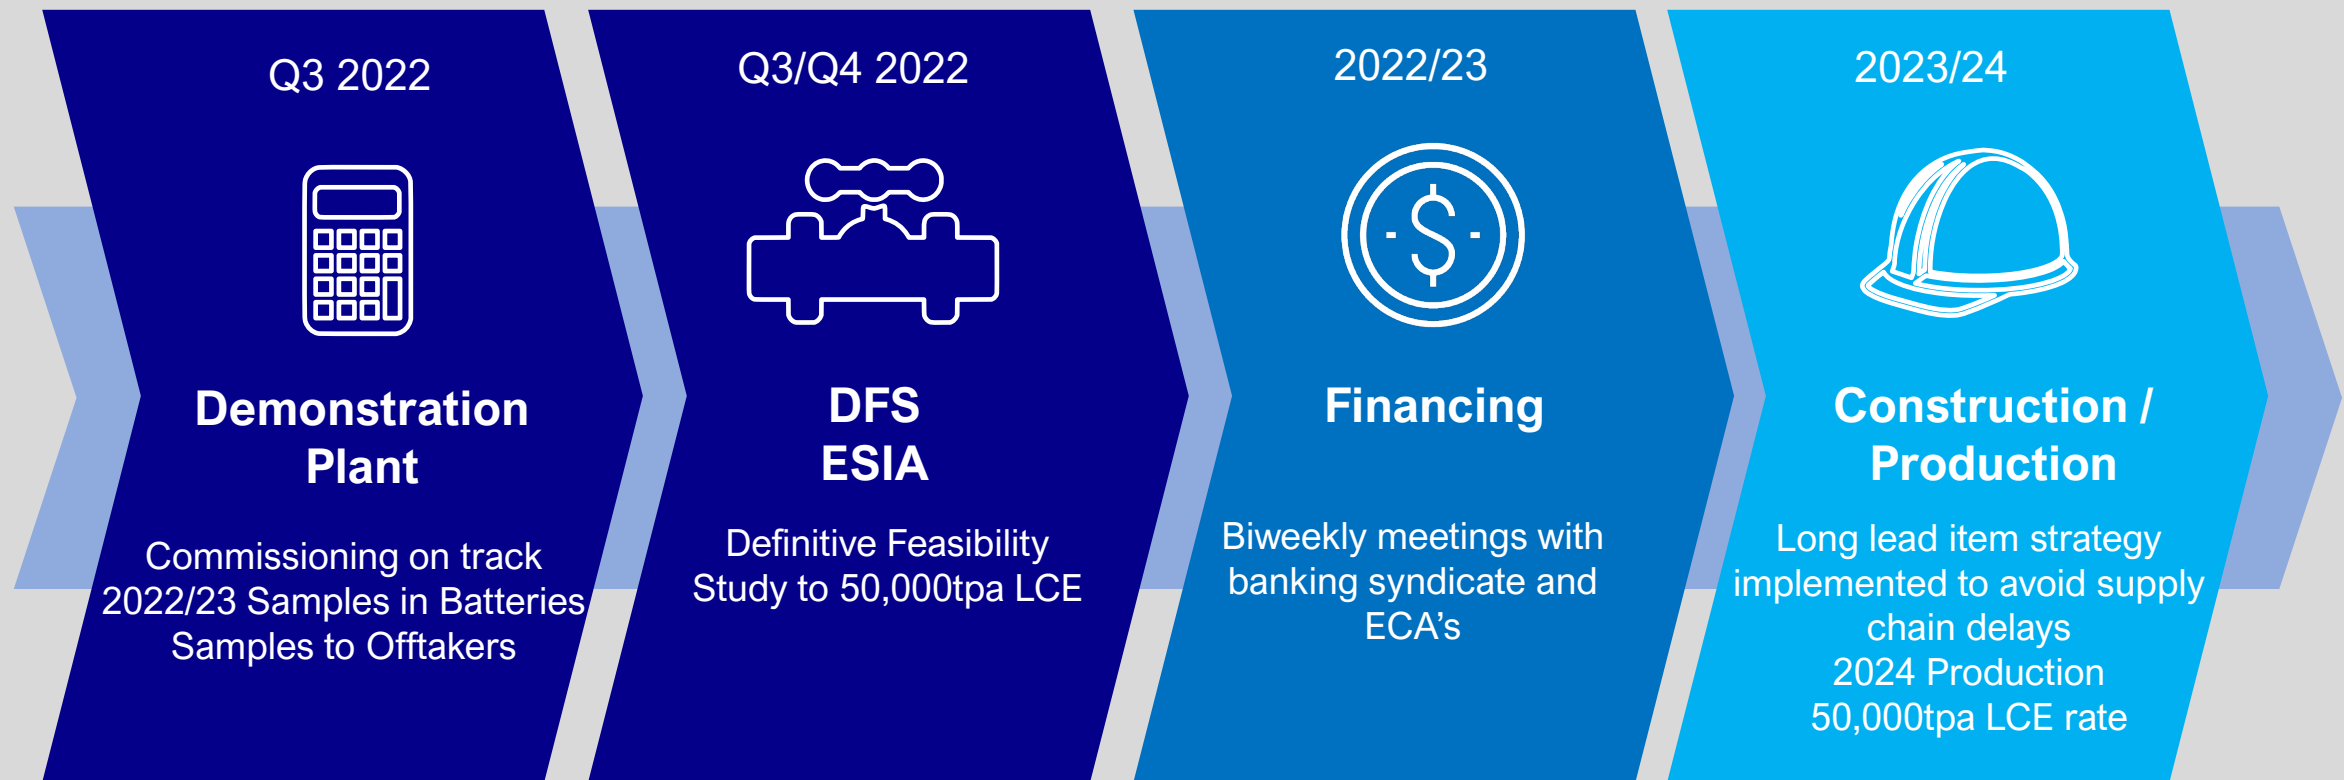 Q3 2022
Demonstration
Plant
Commissioning on track
2022/23 Samples in Batteries
Samples to Offtakers
Q3/Q4 2022
DFS
ESIA
Definitive Feasibility
Study to 50,000tpa LCE
2022/23
$
Financing
Biweekly meetings with
banking syndicate and
ECA’s
2023/24
Construction /
Production
Long lead item strategy
implemented to avoid supply
chain delays
2024 Production
50,000tpa LCE rate